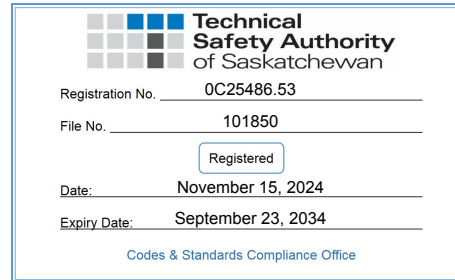 Technical
Safety Authority
of Saskatchewan
Registration No. 0C25486.53
File No. 101850
Registered
Date: November 15, 2024
Expiry Date: September 23, 2034
Codes & Standards Compliance Office